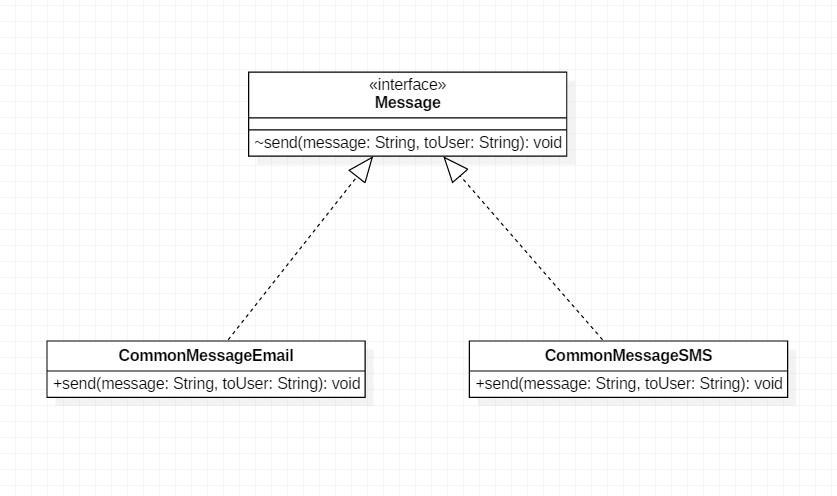 «interface»
Message
~send(message: String, toUser: String): void
CommonMessageEmail
+send(message: String, toUser: String): void
CommonMessageSMS
+send(message: String, toUser: String): void